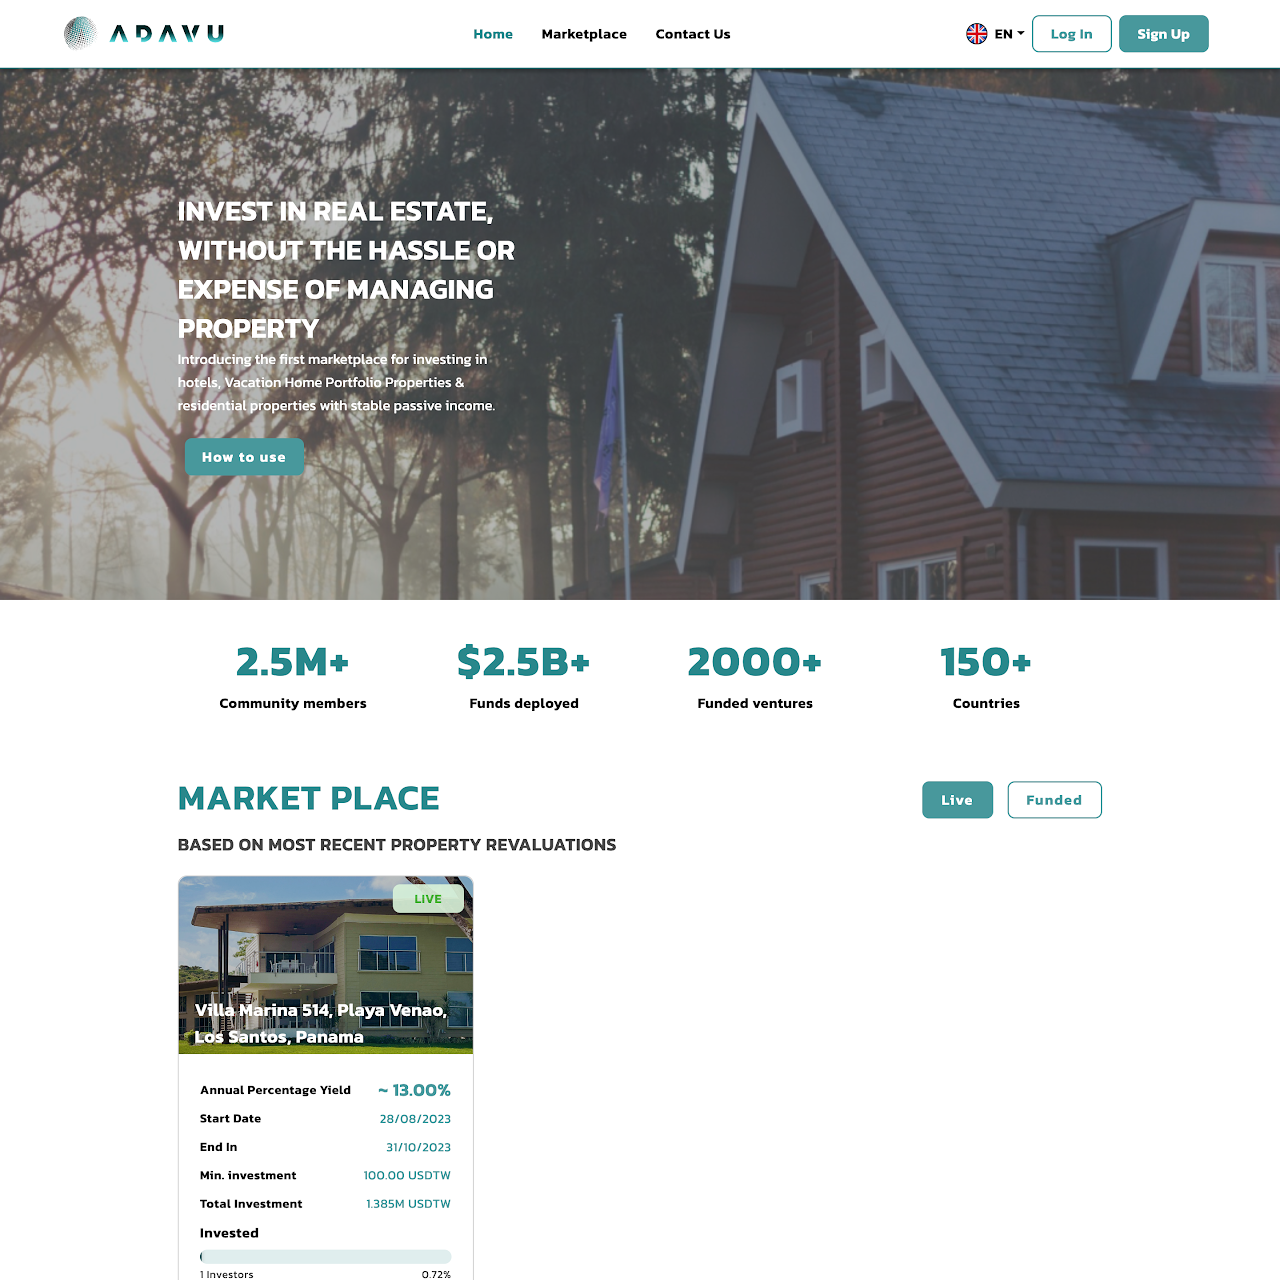 ADAVU
Home
Marketplace
Contact Us
EN
Log In
Sign Up
INVEST IN REAL ESTATE,
WITHOUT THE HASSLE OR
EXPENSE OF MANAGING
PROPERTY
Introducing the first marketplace for investing in
hotels, Vacation Home Portfolio Properties &
residential properties with stable passive income.
How to use
2.5M+
Community members
$2.5B+
Funds deployed
2000+
Funded ventures
150+
Countries
MARKET PLACE
Live
Funded
BASED ON MOST RECENT PROPERTY REVALUATIONS
LIVE
Villa Marina 514, Playa Venao,
Los Santos, Panama
Annual Percentage Yield ~ 13.00%
Start Date 28/08/2023
End In 31/10/2023
Min. investment 100.00 USDTW
Total Investment 1.385M USDTW
Invested
1 Investors 0.72%